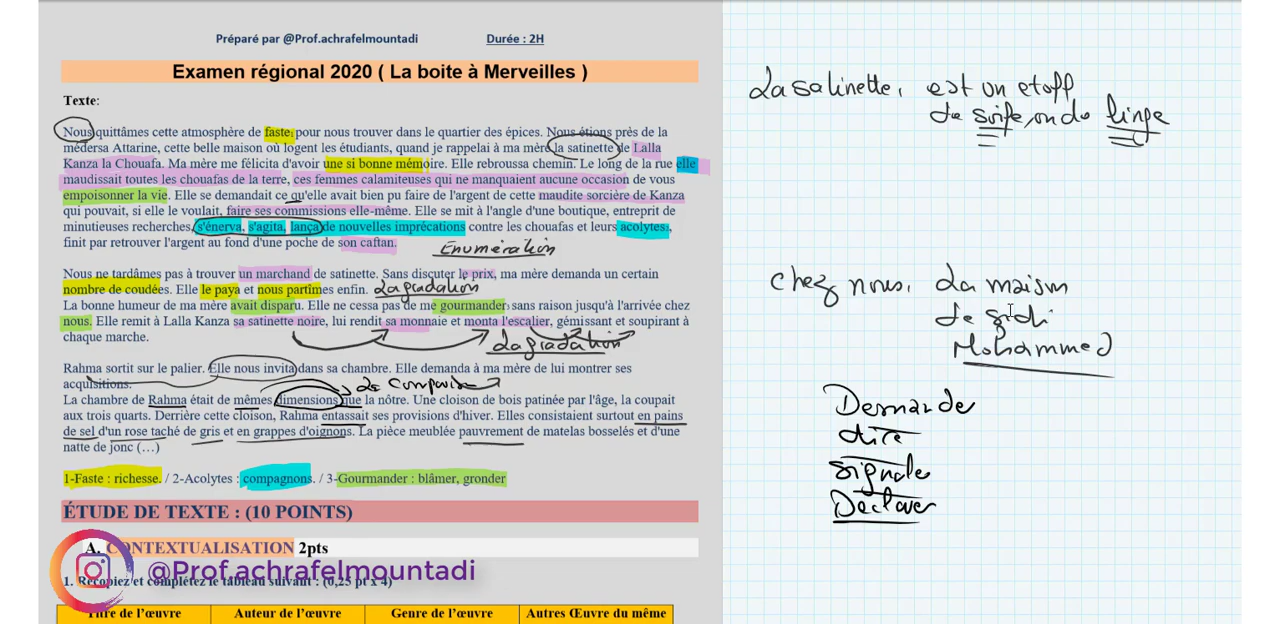 Préparé par @Prof.achrafelmountadi Durée : 2H
Examen régional 2020 ( La boite à Merveilles )
Texte:
Nous quittâmes cette atmosphère de faste, pour nous trouver dans le quartier des épices. Nous étions près de la
médersa Attarine, cette belle maison où logent les étudiants, quand je rappelai à ma mère la satinette de Lalla
Kanza la Chouafa. Ma mère me félicita d'avoir une si bonne mémoire. Elle rebroussa chemin. Le long de la rue elle
maudissait toutes les chouafas de la terre, ces femmes calamiteuses qui ne manquaient aucune occasion de vous
empoisonner la vie. Elle se demandait ce qu'elle avait bien pu faire de l'argent de cette maudite sorcière de Kanza
qui pouvait, si elle le voulait, faire ses commissions elle-même. Elle se mit à l'angle d'une boutique, entreprit de
minutieuses recherches, s'énerva, s'agita, lança de nouvelles imprécations contre les chouafas et leurs acolytes,
finit par retrouver l'argent au fond d'une poche de son caftan.
Enumération
Nous ne tardâmes pas à trouver un marchand de satinette. Sans discuter le prix, ma mère demanda un certain
nombre de coudées. Elle le paya et nous partîmes enfin. La gradation
La bonne humeur de ma mère avait disparu. Elle ne cessa pas de me gourmander sans raison jusqu'à l'arrivée chez
nous. Elle remit à Lalla Kanza sa satinette noire, lui rendit sa monnaie et monta l'escalier, gémissant et soupirant à
chaque marche.
La gradation
Rahma sortit sur le palier. Elle nous invita dans sa chambre. Elle demanda à ma mère de lui montrer ses
acquisitions.
La chambre de Rahma était de mêmes dimensions que la nôtre. Une cloison de bois patinée par l'âge, la coupait
aux trois quarts. Derrière cette cloison, Rahma entassait ses provisions d'hiver. Elles consistaient surtout en pains
de sel d'un rose taché de gris et en grappes d'oignons. La pièce meublée pauvrement de matelas bosselés et d'une
natte de jonc (…)
1-Faste : richesse. / 2-Acolytes : compagnons. / 3-Gourmander : blâmer, gronder
ÉTUDE DE TEXTE : (10 POINTS)
A. CONTEXTUALISATION 2pts
@Prof.achrafelmountadi
1. Recopiez et complétez le tableau suivant : (0,25 pt x 4)
Titre de l'œuvre Auteur de l'œuvre Genre de l'œuvre Autres Œuvre du même
La salinette, est un etoff
de soife, ou de linge
chez nous, La maison
de sidi
Mohammed
Demande
dire
signale
Declarer